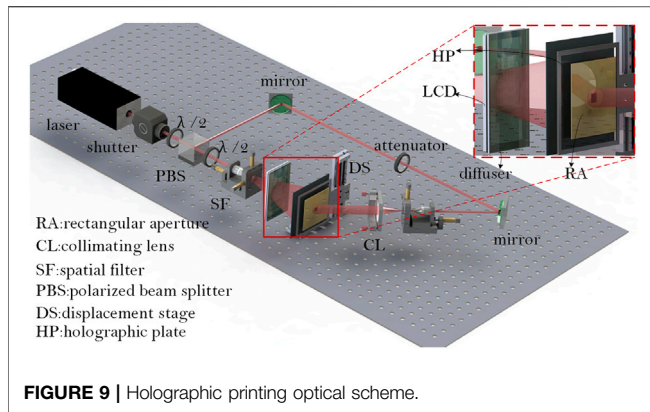 HP
mirror
LCD
laser
λ/2
attenuator
shutter
λ/2
diffuser
RA
PBS
DS
SF
RA:rectangular aperture
CL:collimating lens
CL
mirror
SF:spatial filter
PBS:polarized beam splitter
DS:displacement stage
HP:holographic plate
FIGURE 9 | Holographic printing optical scheme.